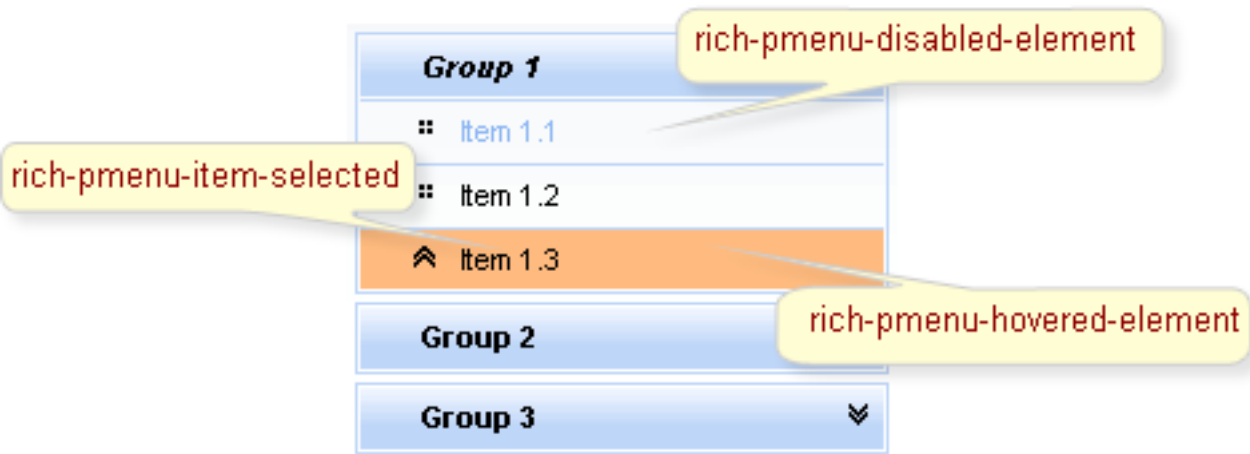 rich-pmenu-disabled-element
Group 1
Item 1.1
rich-pmenu-item-selected
Item 1.2
Item 1.3
rich-pmenu-hovered-element
Group 2
Group 3